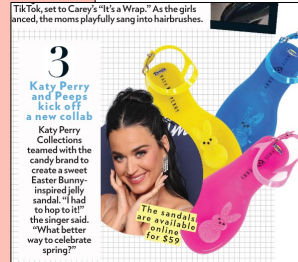 TikTok, set to Carey's "It's a Wrap." As the girls
anced, the moms playfully sang into hairbrushes.
3
Katy Perry
and Peeps
kick off
a new collab
Katy Perry
Collections
teamed with the
candy brand to
create a sweet
Easter Bunny-
inspired jelly
sandal. "I had
to hop to it!"
the singer said.
"What better
way to celebrate
spring?"
The sandals
are available
online
for $59